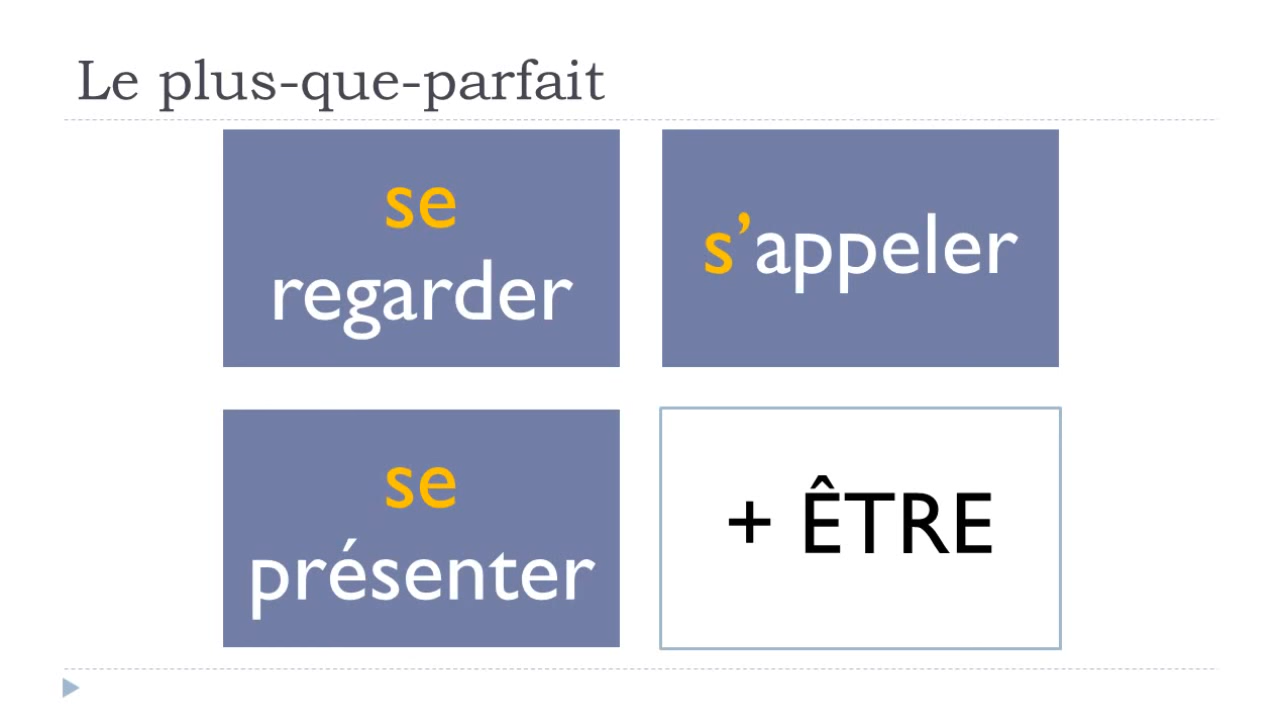 Le plus-que-parfait
se
regarder
s’appeler
se
présenter
+ ÊTRE